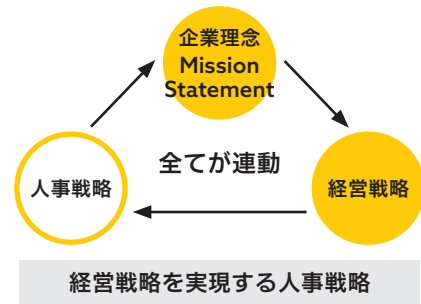 企業理念
Mission
Statement
全てが連動
人事戦略
経営戦略
経営戦略を実現する人事戦略